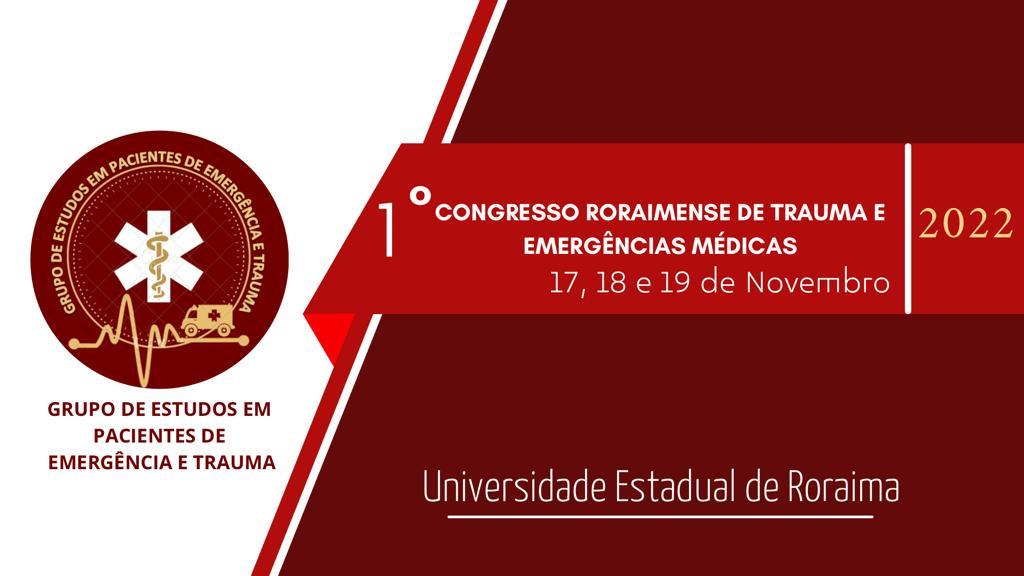 GRUPO DE ESTUDOS EM PACIENTES DE EMERGÊNCIA E TRAUMA
GRUPO DE ESTUDOS EM
PACIENTES DE
EMERGÊNCIA E TRAUMA
1º CONGRESSO RORAIMENSE DE TRAUMA E
EMERGÊNCIAS MÉDICAS
17, 18 e 19 de Novembro
2022
Universidade Estadual de Roraima